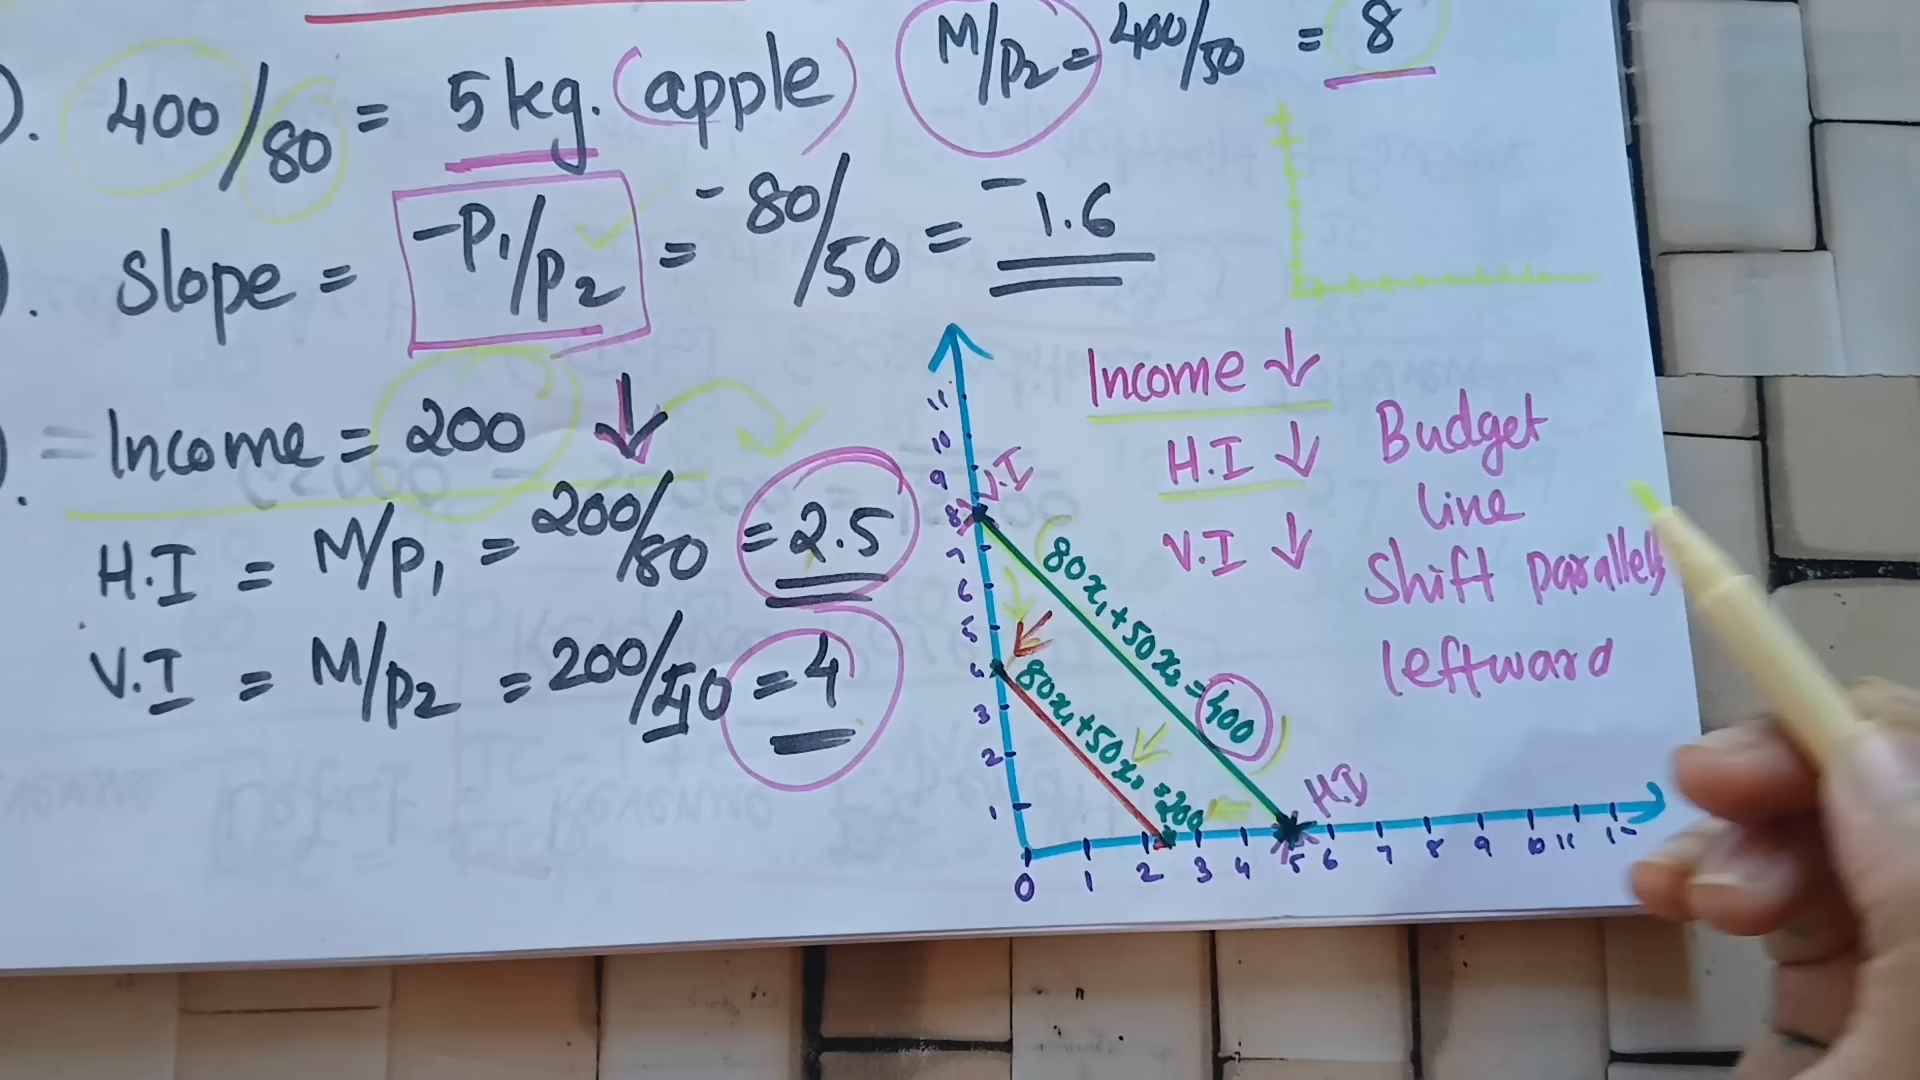 ). 400/80 = 5 kg. (apple) M/P₂ = 400/50 = 8
). Slope = -P₁/P₂ = -80/50 = -1.6
). = Income = 200 ↓
H.I = M/P₁ = 200/80 = 2.5
V.I = M/P₂ = 200/50 = 4
Income ↓
H.I ↓
V.I ↓
Budget
line
Shift parallely
leftward
V.I
11
10
9
8
7
6
5
4
3
2
1
80x₁+50x₂=400
80x₁+50x₂=200
H.I
0 1 2 3 4 5 6 7 8 9 10 11